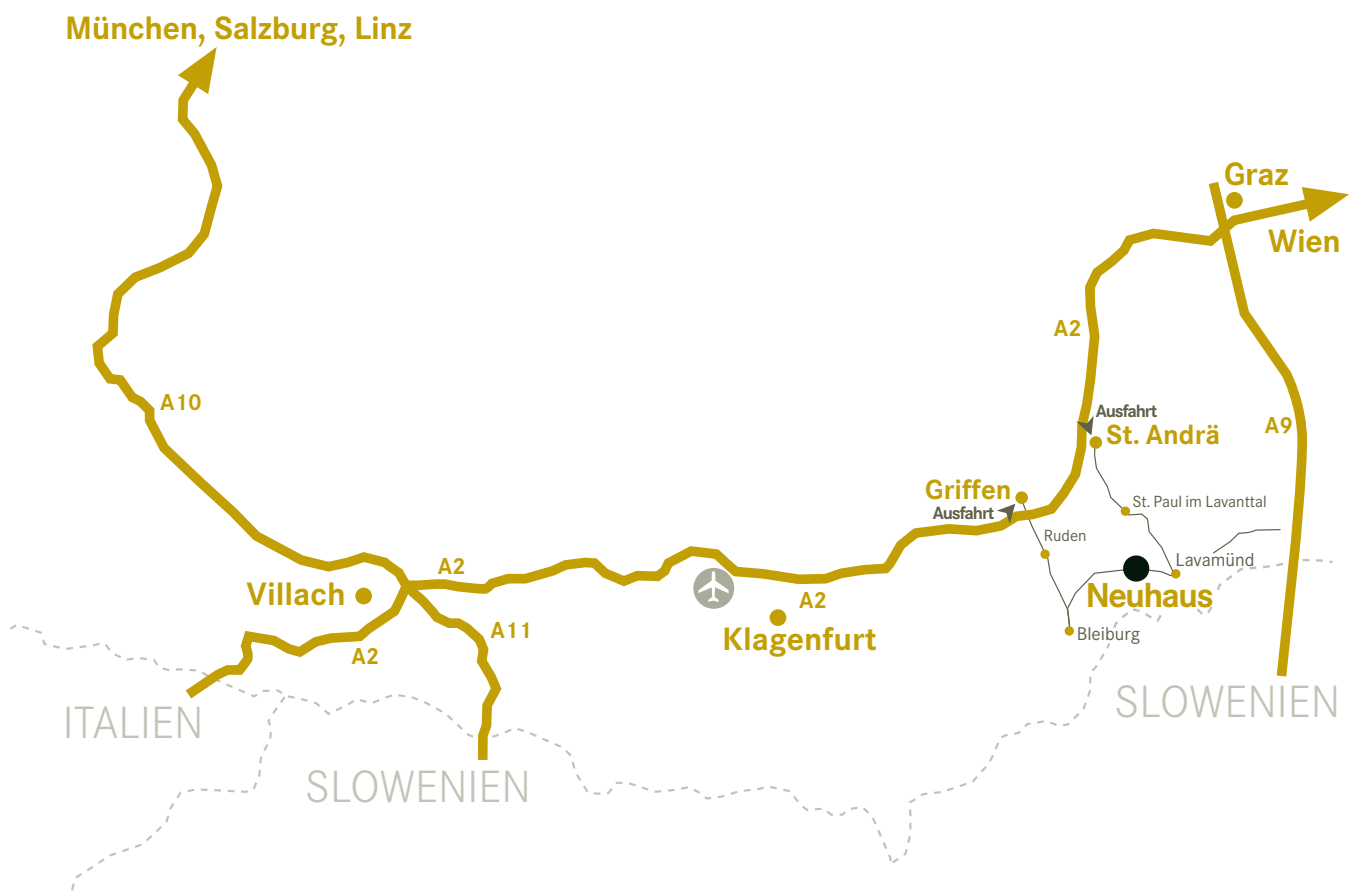 München, Salzburg, Linz
Graz
Wien
A2
A10
Ausfahrt
St. Andrä
A9
Griffen
Ausfahrt
St. Paul im Lavanttal
Ruden
Lavamünd
A2
Villach
Neuhaus
A2
Klagenfurt
A11
Bleiburg
A2
SLOWENIEN
ITALIEN
SLOWENIEN